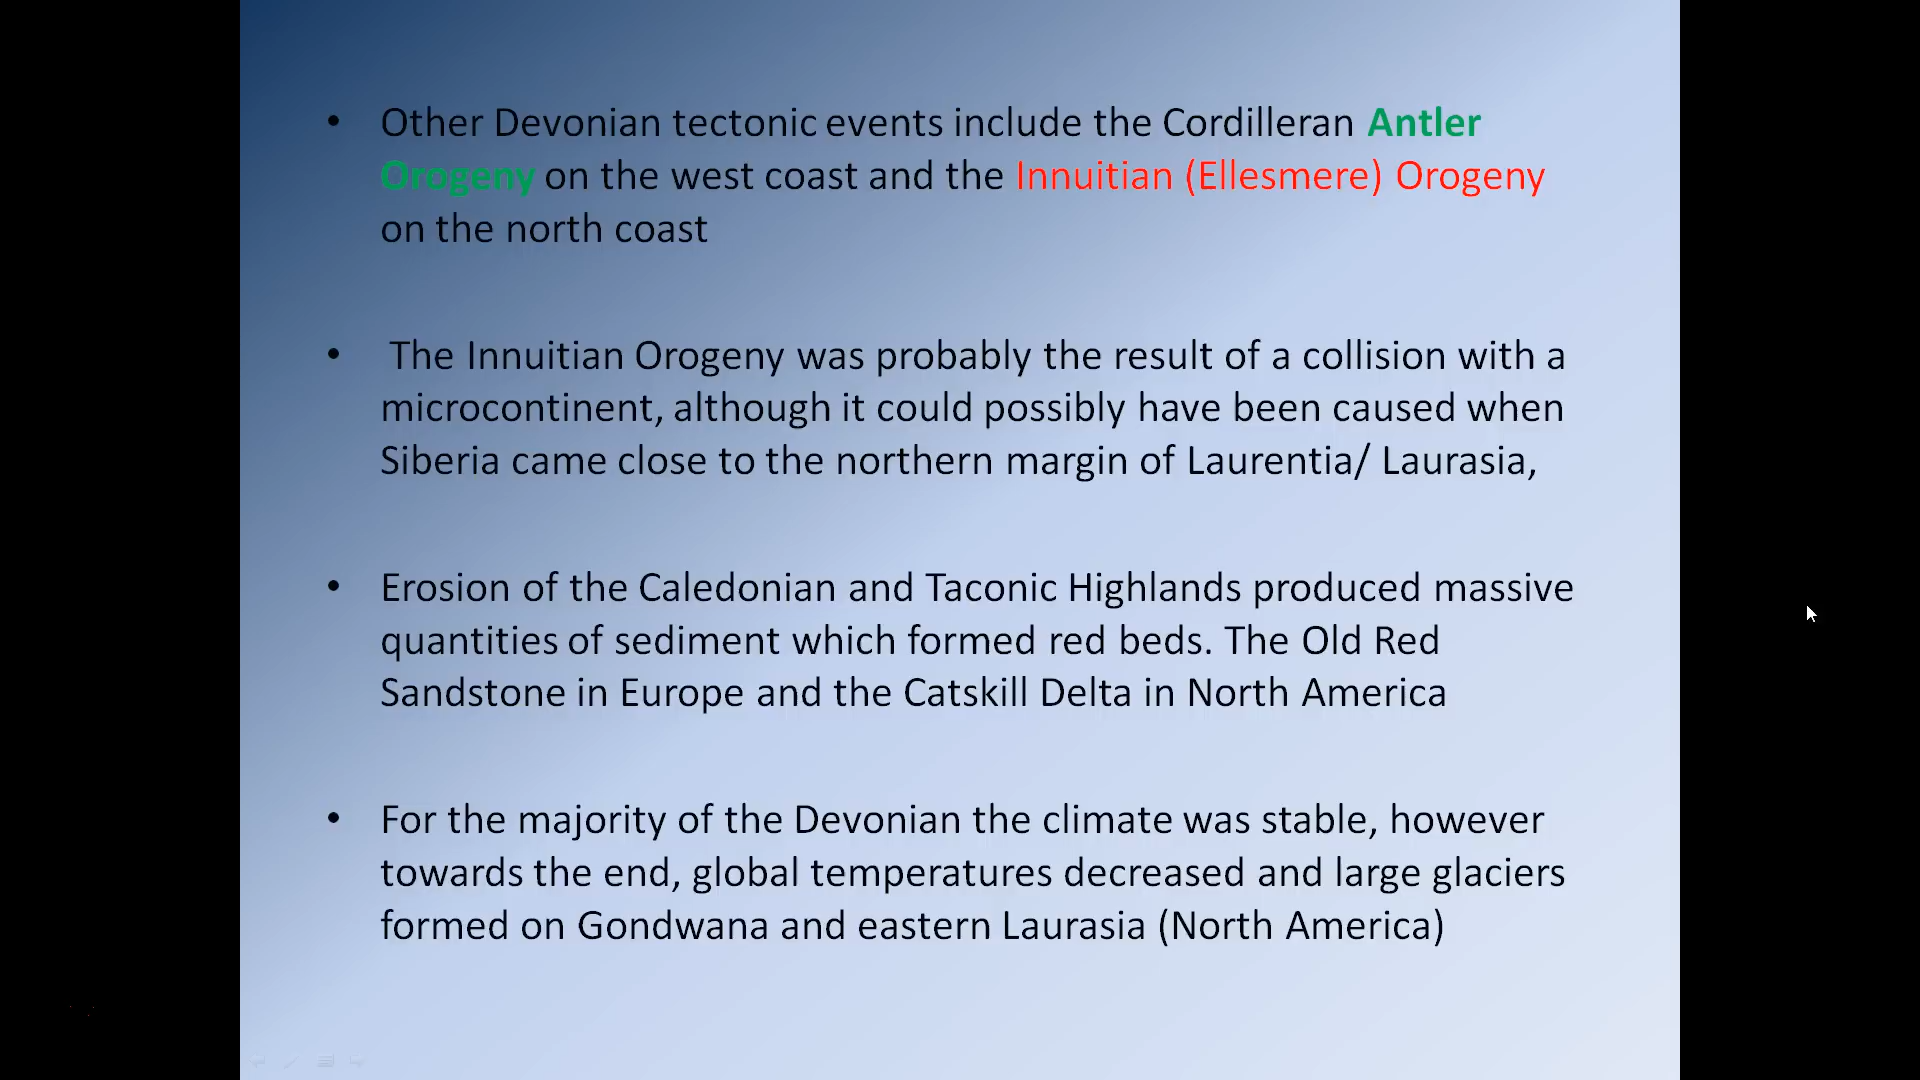 • Other Devonian tectonic events include the Cordilleran Antler
Orogeny on the west coast and the Innuitian (Ellesmere) Orogeny
on the north coast
• The Innuitian Orogeny was probably the result of a collision with a
microcontinent, although it could possibly have been caused when
Siberia came close to the northern margin of Laurentia/ Laurasia,
• Erosion of the Caledonian and Taconic Highlands produced massive
quantities of sediment which formed red beds. The Old Red
Sandstone in Europe and the Catskill Delta in North America
• For the majority of the Devonian the climate was stable, however
towards the end, global temperatures decreased and large glaciers
formed on Gondwana and eastern Laurasia (North America)